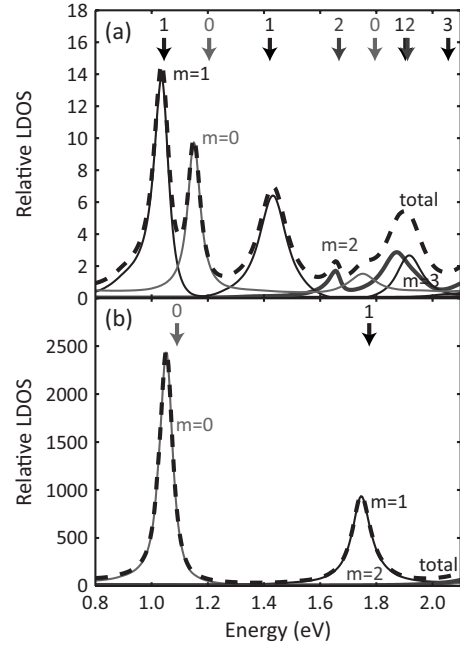 1 0 1 2 0 12 3
(a)
18
16
14
12
10
8
6
4
2
0
Relative LDOS
m=1
m=0
m=2
total
m=3
(b)
0 1
2500
2000
1500
1000
500
0
Relative LDOS
m=0
m=1
m=2
total
0.8 1.0 1.2 1.4 1.6 1.8 2.0
Energy (eV)